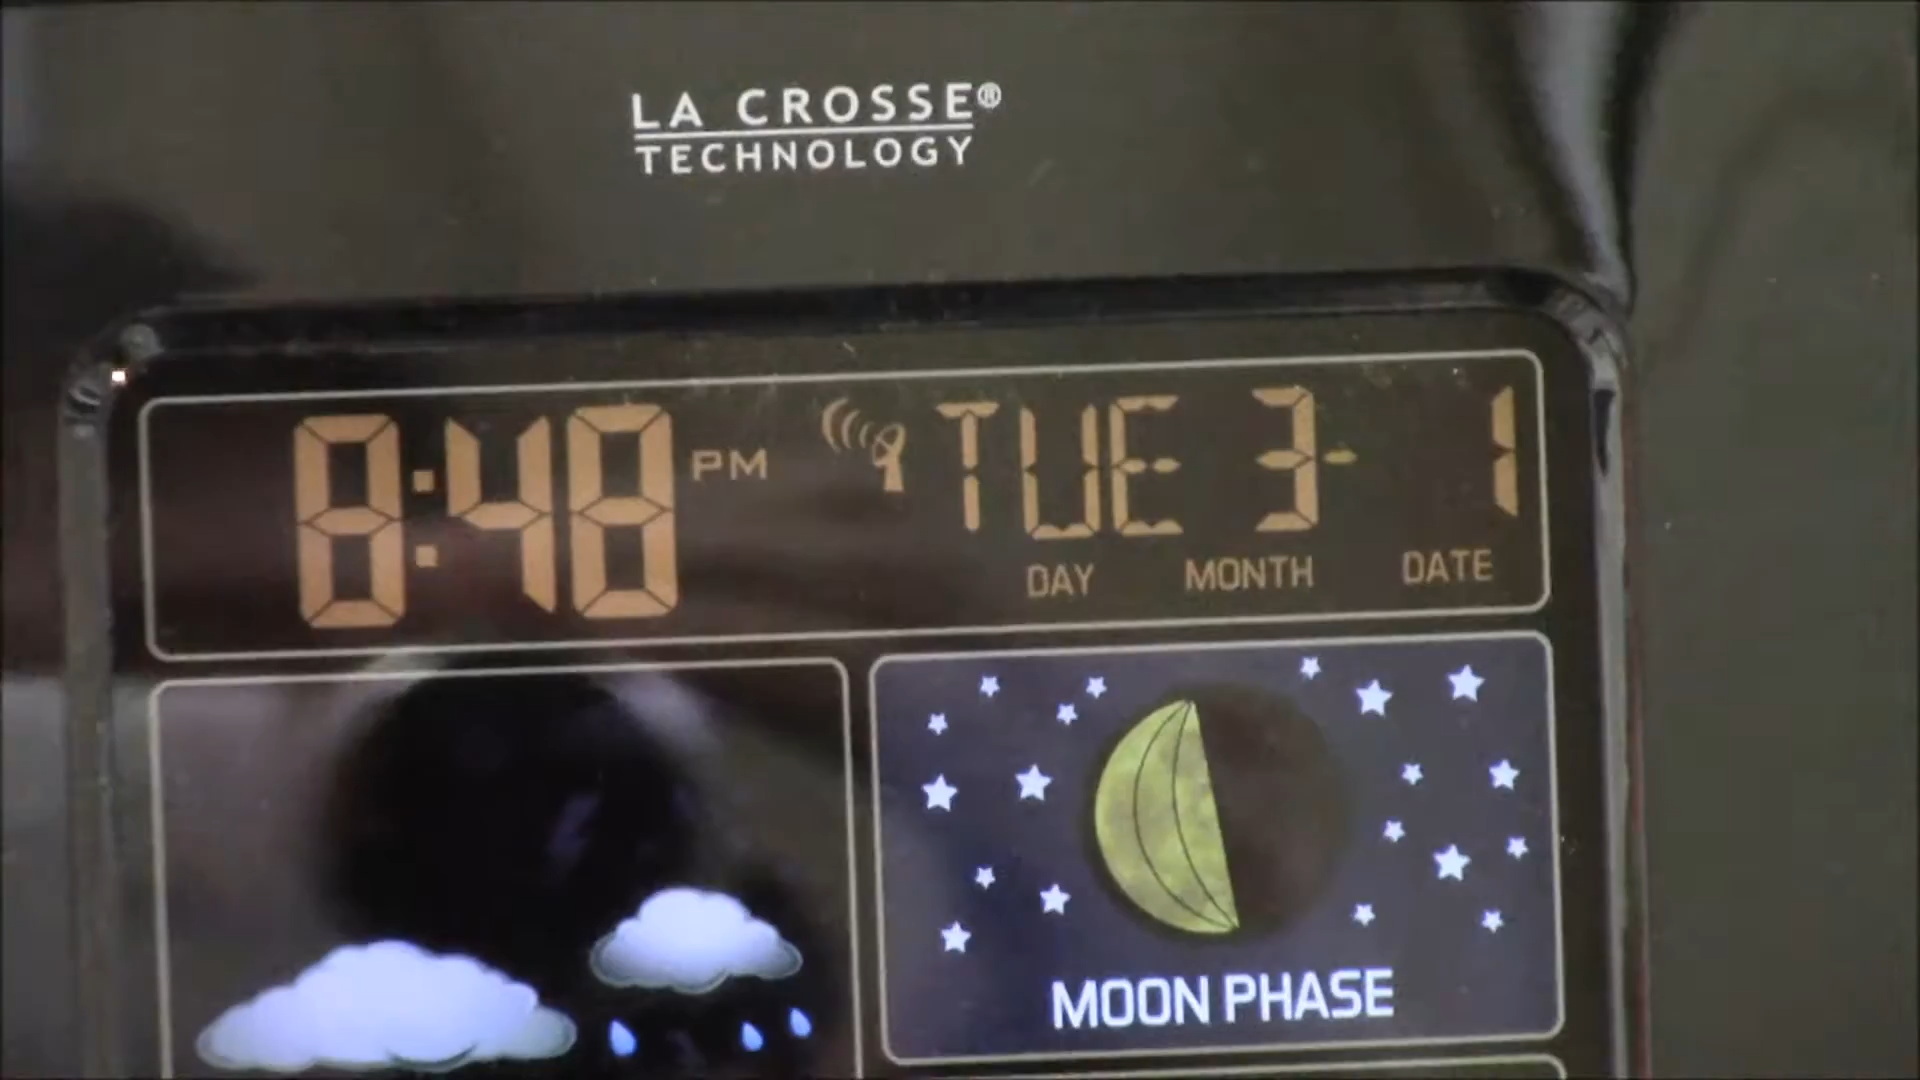 LA CROSSE®
TECHNOLOGY
8:48 PM TUE 3- 1
DAY MONTH DATE
MOON PHASE